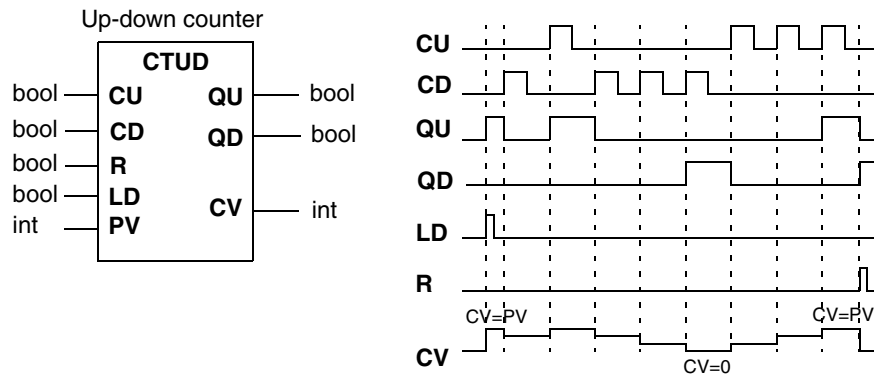 Up-down counter
CTUD
bool CU QU bool
bool CD QD bool
bool R
bool LD
int PV CV int
CU
CD
QU
QD
LD
R
CV=PV CV=PV
CV
CV=0